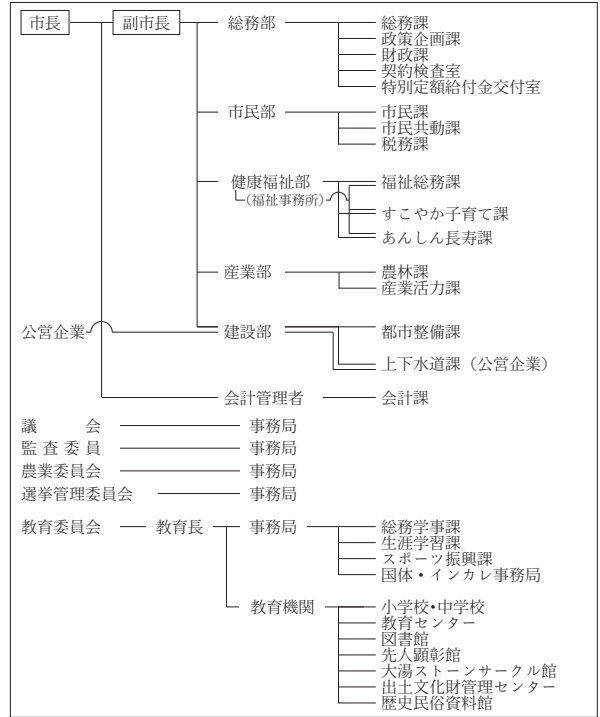 市長 副市長 総務部 総務課
政策企画課
財政課
契約検査室
特別定額給付金交付室
市民部 市民課
市民共動課
税務課
健康福祉部 福祉総務課
(福祉事務所)
すこやか子育て課
あんしん長寿課
産業部 農林課
産業活力課
公営企業 建設部 都市整備課
上下水道課（公営企業）
会計管理者 会計課
議会 事務局
監査委員 事務局
農業委員会 事務局
選挙管理委員会 事務局
教育委員会 教育長 事務局 総務学事課
生涯学習課
スポーツ振興課
国体・インカレ事務局
教育機関 小学校・中学校
教育センター
図書館
先人顕彰館
大湯ストーンサークル館
出土文化財管理センター
歴史民俗資料館